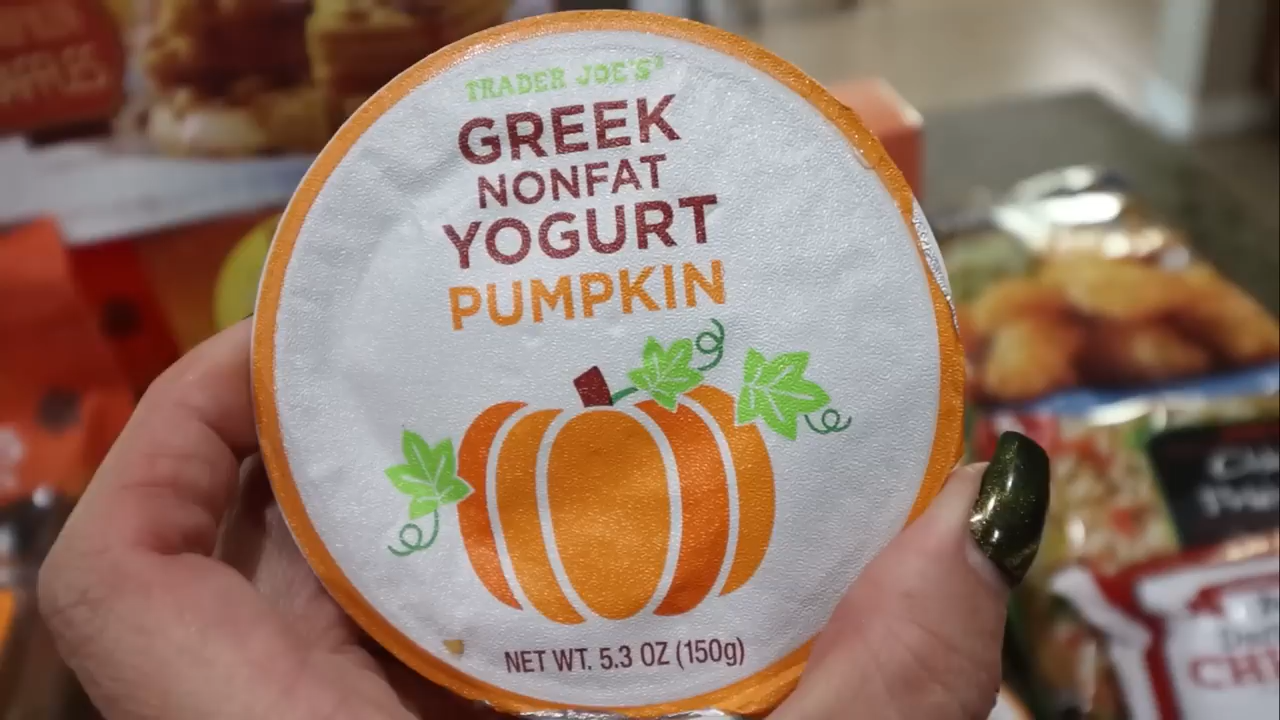 TRADER JOE'S®
GREEK
NONFAT
YOGURT
PUMPKIN
NET WT. 5.3 OZ (150g)